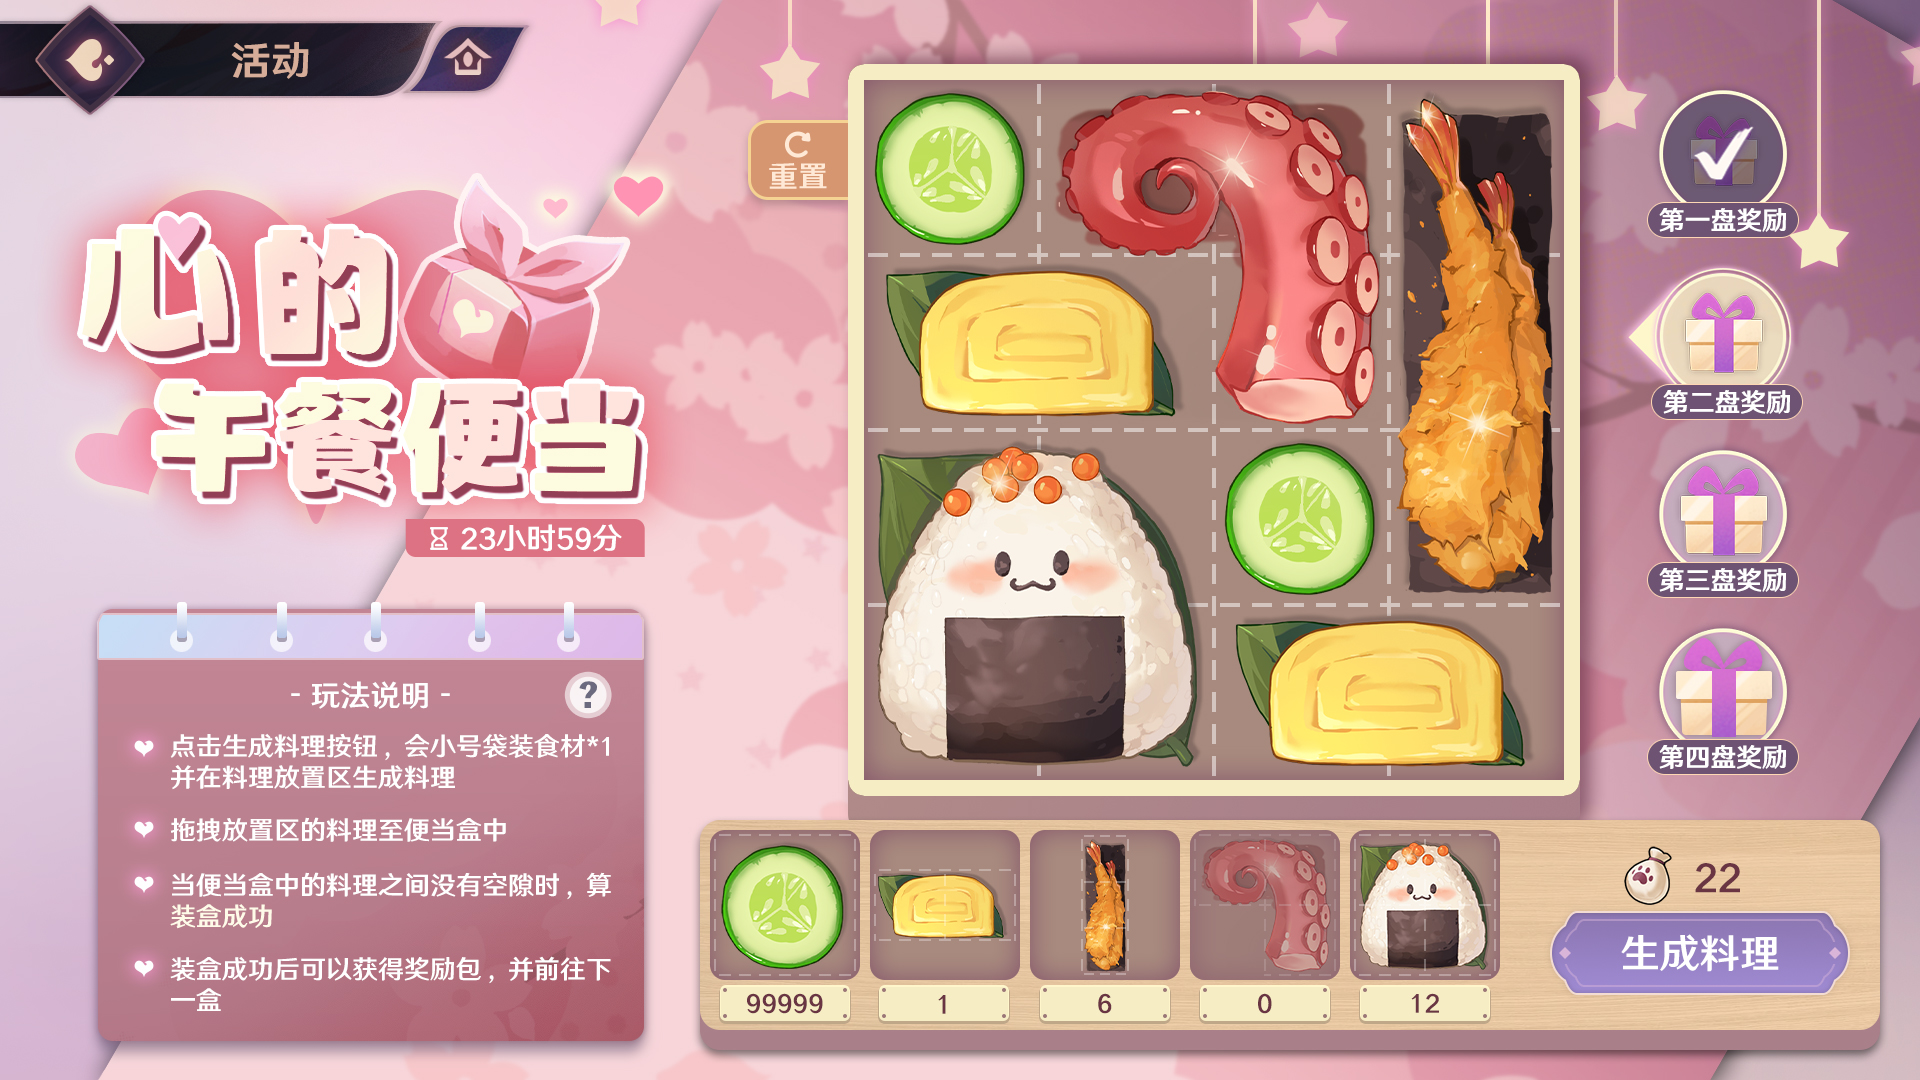 活动
重置
心的
午餐便当
23小时59分
- 玩法说明 -
?
点击生成料理按钮，会小号袋装食材*1
并在料理放置区生成料理
拖拽放置区的料理至便当盒中
当便当盒中的料理之间没有空隙时，算
装盒成功
装盒成功后可以获得奖励包，并前往下
一盒
第一盘奖励
第二盘奖励
第三盘奖励
第四盘奖励
99999
1
6
0
12
22
生成料理